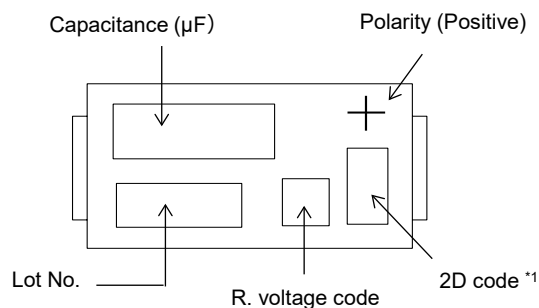 Capacitance (µF)
Polarity (Positive)
+
Lot No.
R. voltage code
2D code *1